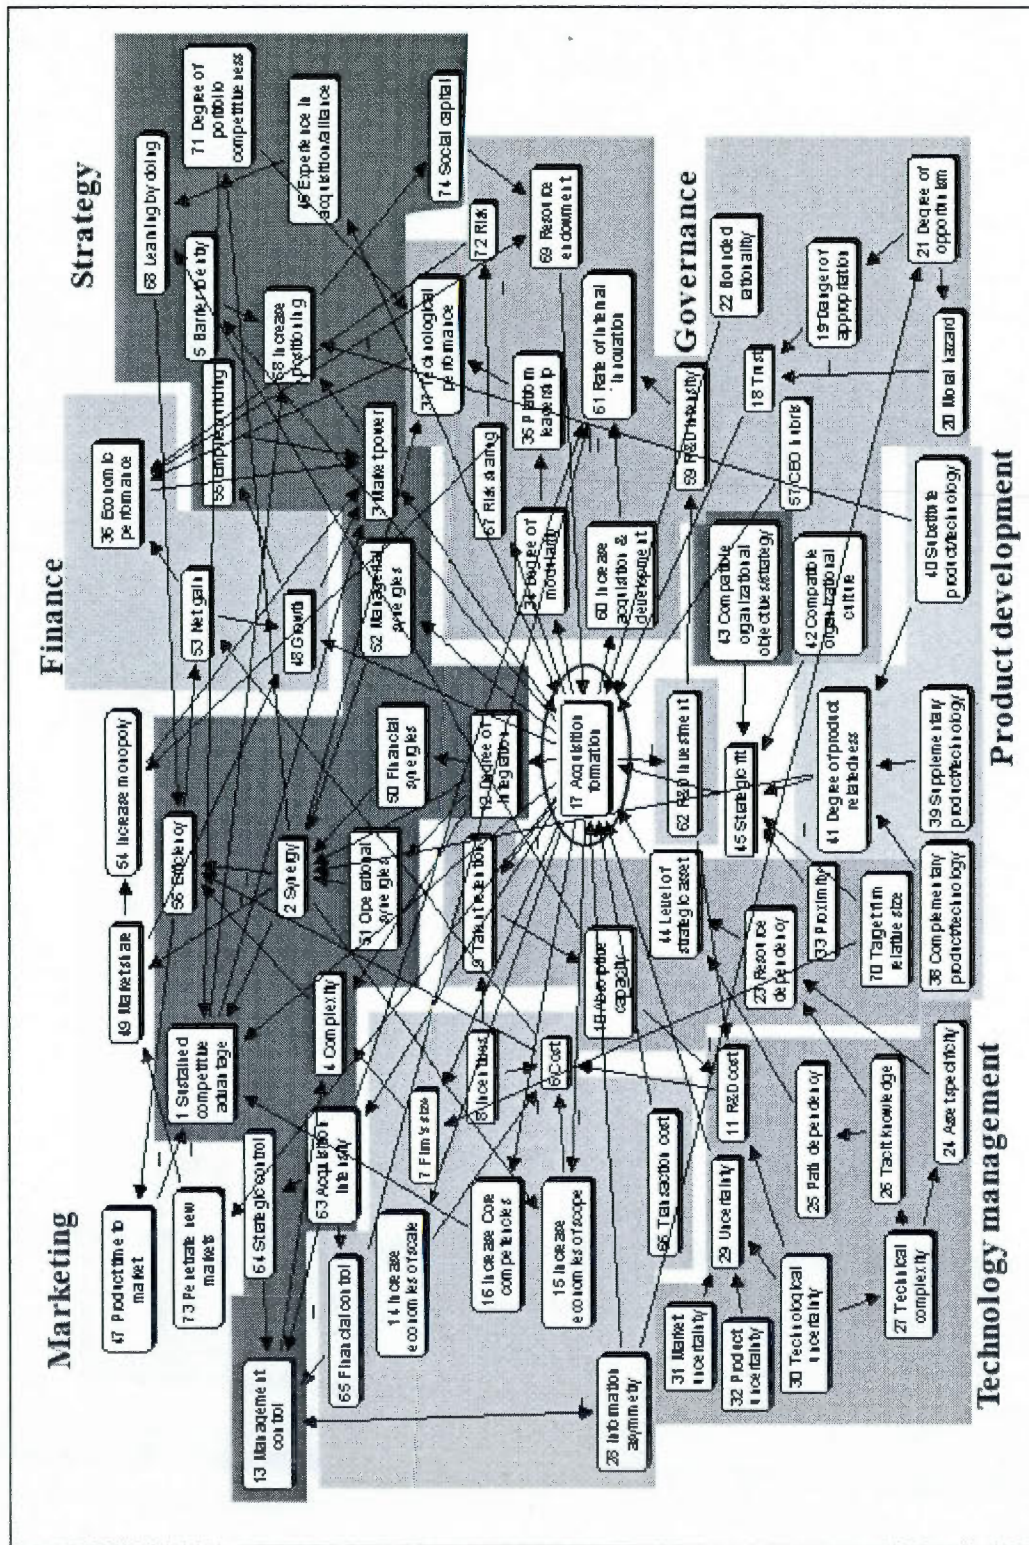 Marketing
Finance
Strategy
Governance
Product development
Technology management
47 Product time to
market
73 Penetrate new
markets
13 Management
control
64 Strategic control
65 Financial control
63 Acquisition
Intensity
1 Sustained
competitive
advantage
49 Market share
54 Increase monopoly
56 Efficiency
2 Synergy
4 Complexity
51 Operational
synergies
50 Financial
synergies
52 Managerial
synergies
12 Degree of
integration
36 Economic
performance
53 Net gain
48 Growth
68 Learning by doing
71 Degree of
portfolio
competitiveness
46 Experience in
acquisition/alliance
5 Barrier to entry
58 Increase
positioning
3 Market power
74 Social capital
72 Risk
69 Resource
endowment
37 Technological
performance
67 Risk sharing
35 Platform
leadership
61 Rate of internal
innovation
34 Degree of
modularity
60 Increase
acquisition &
development
59 R&D intensity
22 Bounded
rationality
18 Trust
19 Danger of
appropriation
21 Degree of
opportunism
20 Moral hazard
57 CEO hubris
43 Compatible
organizational
objectives/strategy
42 Compatible
organizational
culture
40 Substitute
product/technology
17 Acquisition
formation
62 R&D Investment
45 Strategic fit
41 Degree of product
relatedness
39 Supplementary
product/technology
38 Complementary
product/technology
70 Target firm
relative size
33 Proximity
23 Resource
dependency
44 Level of
strategic asset
9 Talent retention
10 Absorptive
capacity
8 Incentives
6 Cost
7 Firm's size
14 Increase
economies of scale
16 Increase Core
competencies
15 Increase
economies of scope
66 Transaction cost
11 R&D cost
29 Uncertainty
28 Information
asymmetry
31 Market
uncertainty
32 Product
uncertainty
30 Technological
uncertainty
25 Path dependency
26 Tacit knowledge
27 Technical
complexity
24 Asset specificity